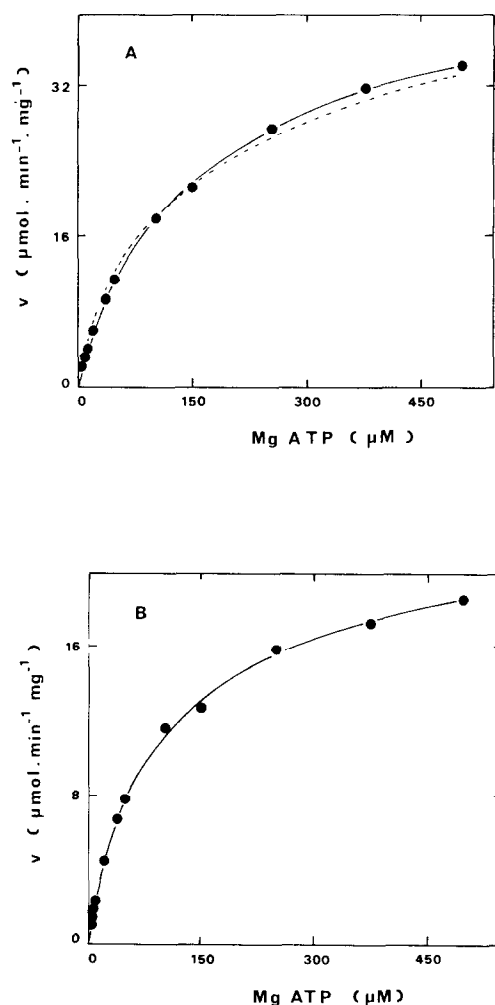 A
32
16
0
v ( μmol. min⁻¹. mg⁻¹)
0 150 300 450
Mg ATP ( μM )
B
16
8
0
v ( μmol. min⁻¹ mg⁻¹)
0 150 300 450
Mg ATP (μM)